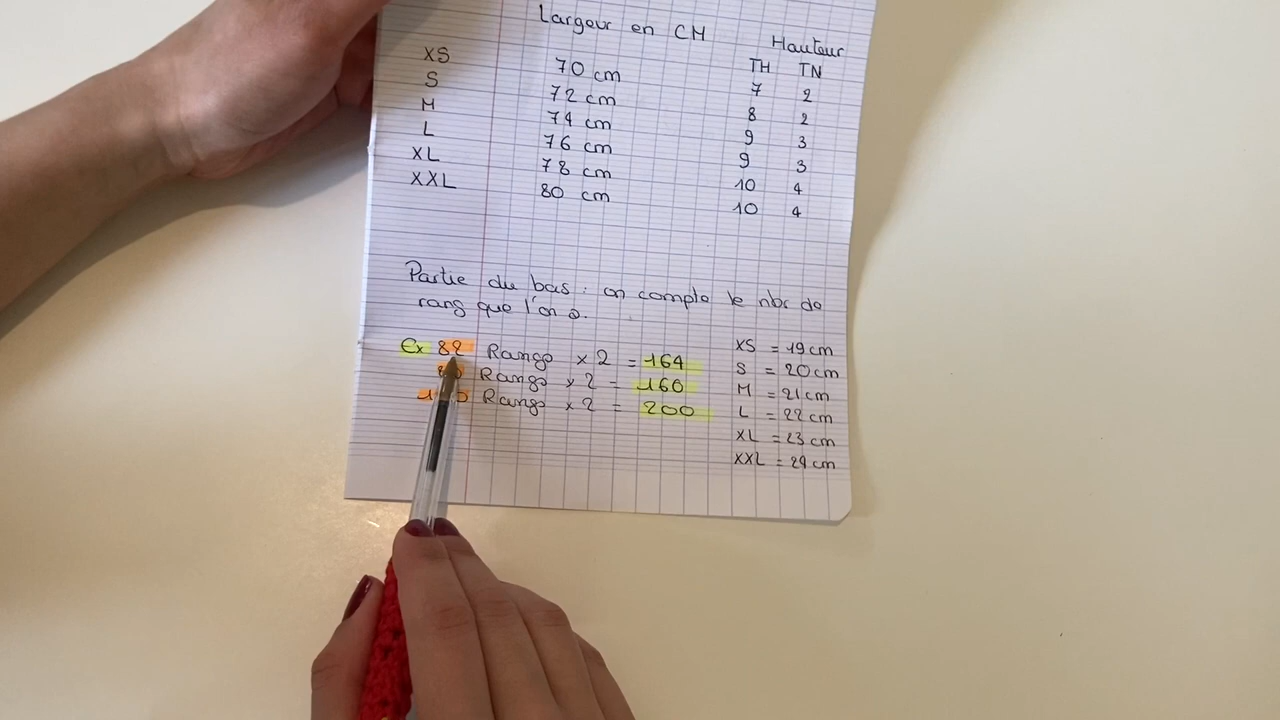 Largeur en CM Hauteur
TH TN
XS 70 cm 7 2
S 72 cm 8 2
M 74 cm 9 3
L 76 cm 9 3
XL 78 cm 10 4
XXL 80 cm 10 4
Partie du bas : on compte le nbr de
rang que l'on a.
Ex 82 Rangs x 2 = 164
Rangs x 2 = 160
Rangs x 2 = 200
XS = 19 cm
S = 20 cm
M = 21 cm
L = 22 cm
XL = 23 cm
XXL = 24 cm